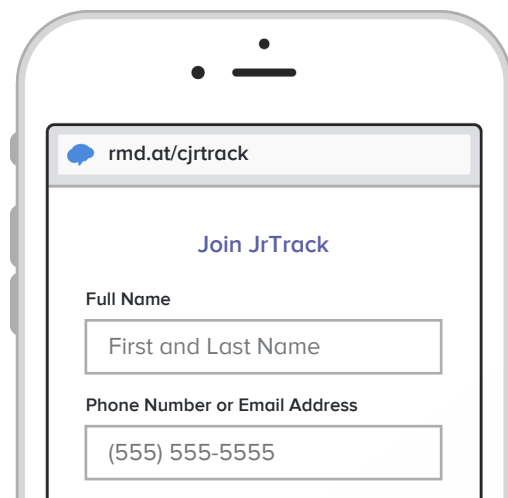 rmd.at/cjrtrack
Join JrTrack
Full Name
First and Last Name
Phone Number or Email Address
(555) 555-5555